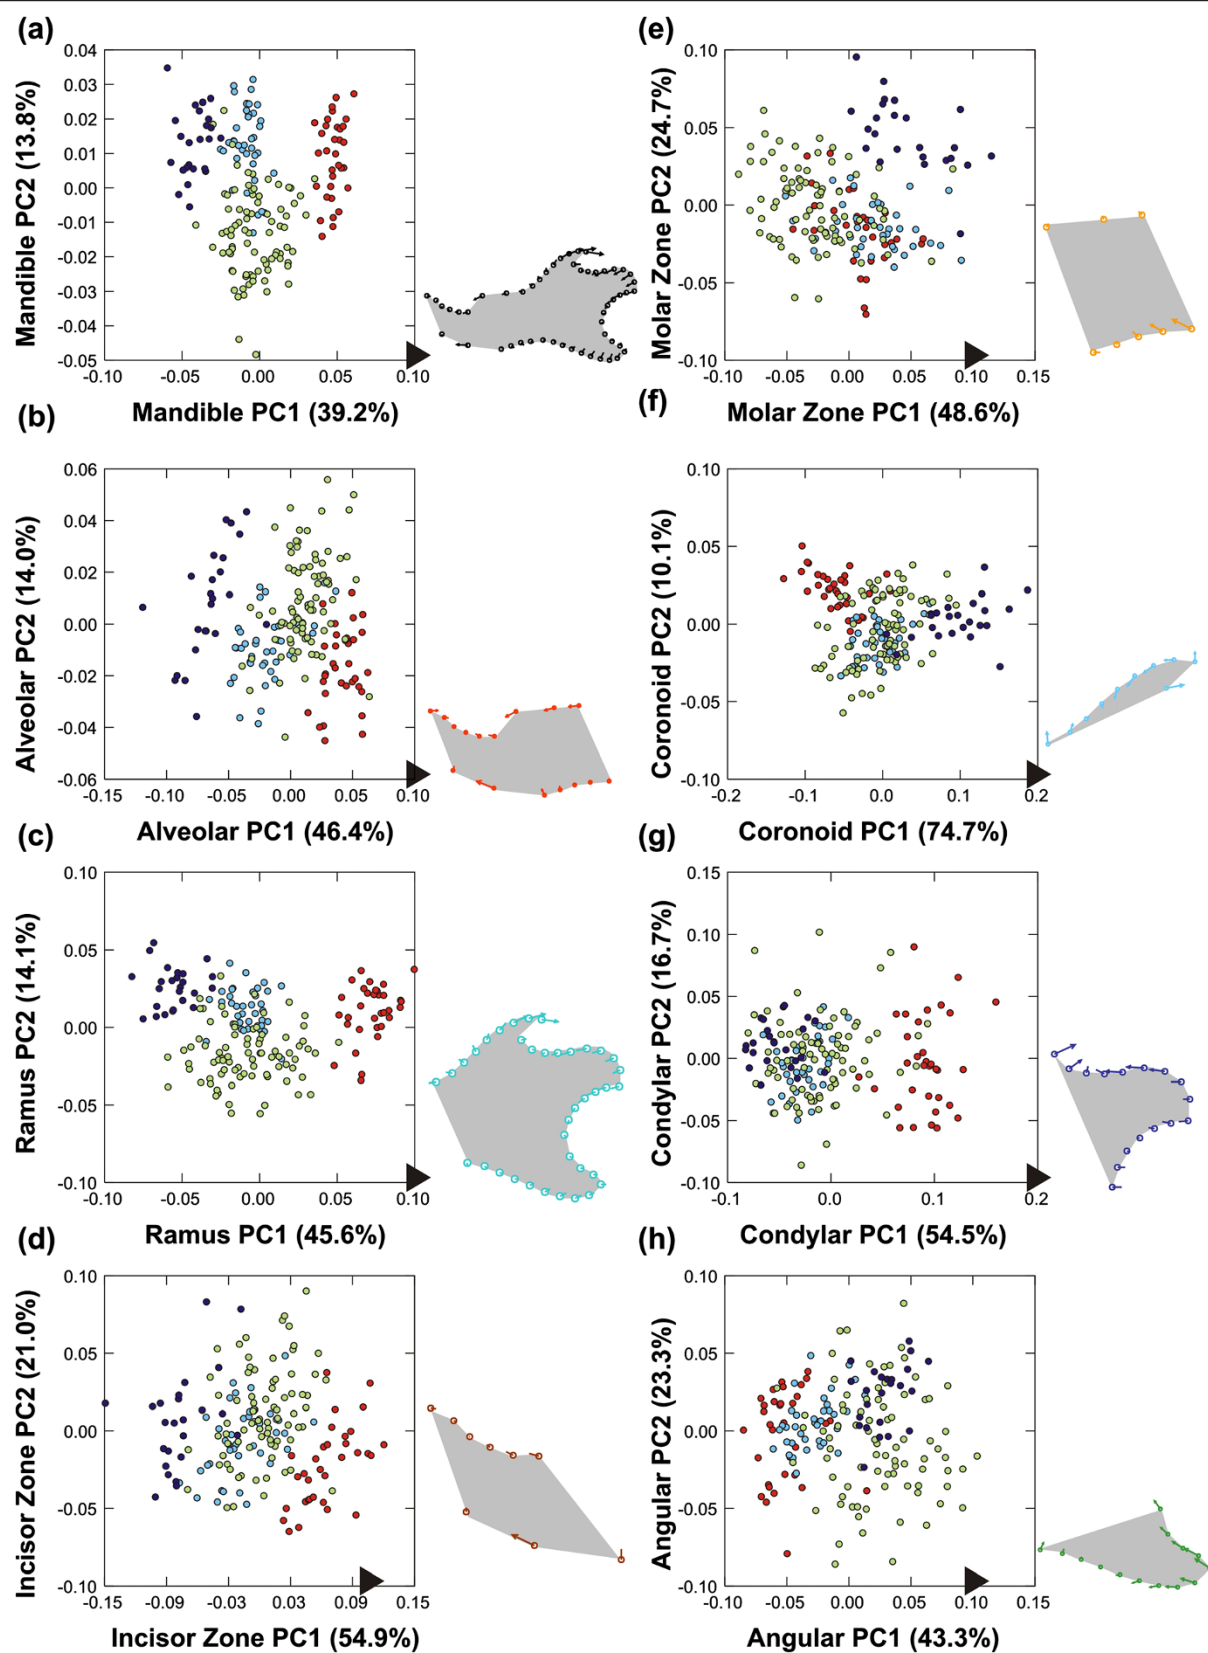 (a)
0.04
0.03
0.02
0.01
0.00
-0.01
-0.02
-0.03
-0.04
-0.05
-0.10 -0.05 0.00 0.05 0.10
Mandible PC2 (13.8%)
Mandible PC1 (39.2%)
(e)
0.10
0.05
0.00
-0.05
-0.10
-0.10 -0.05 0.00 0.05 0.10 0.15
Molar Zone PC2 (24.7%)
Molar Zone PC1 (48.6%)
(b)
0.06
0.04
0.02
0.00
-0.02
-0.04
-0.06
-0.15 -0.10 -0.05 0.00 0.05 0.10
Alveolar PC2 (14.0%)
Alveolar PC1 (46.4%)
(f)
0.10
0.05
0.00
-0.05
-0.10
-0.2 -0.1 0.0 0.1 0.2
Coronoid PC2 (10.1%)
Coronoid PC1 (74.7%)
(c)
0.10
0.05
0.00
-0.05
-0.10
-0.10 -0.05 0.00 0.05 0.10
Ramus PC2 (14.1%)
Ramus PC1 (45.6%)
(g)
0.15
0.10
0.05
0.00
-0.05
-0.10
-0.1 0.0 0.1 0.2
Condylar PC2 (16.7%)
Condylar PC1 (54.5%)
(d)
0.10
0.05
0.00
-0.05
-0.10
-0.15 -0.09 -0.03 0.03 0.09 0.15
Incisor Zone PC2 (21.0%)
Incisor Zone PC1 (54.9%)
(h)
0.10
0.05
0.00
-0.05
-0.10
-0.10 -0.05 0.00 0.05 0.10 0.15
Angular PC2 (23.3%)
Angular PC1 (43.3%)